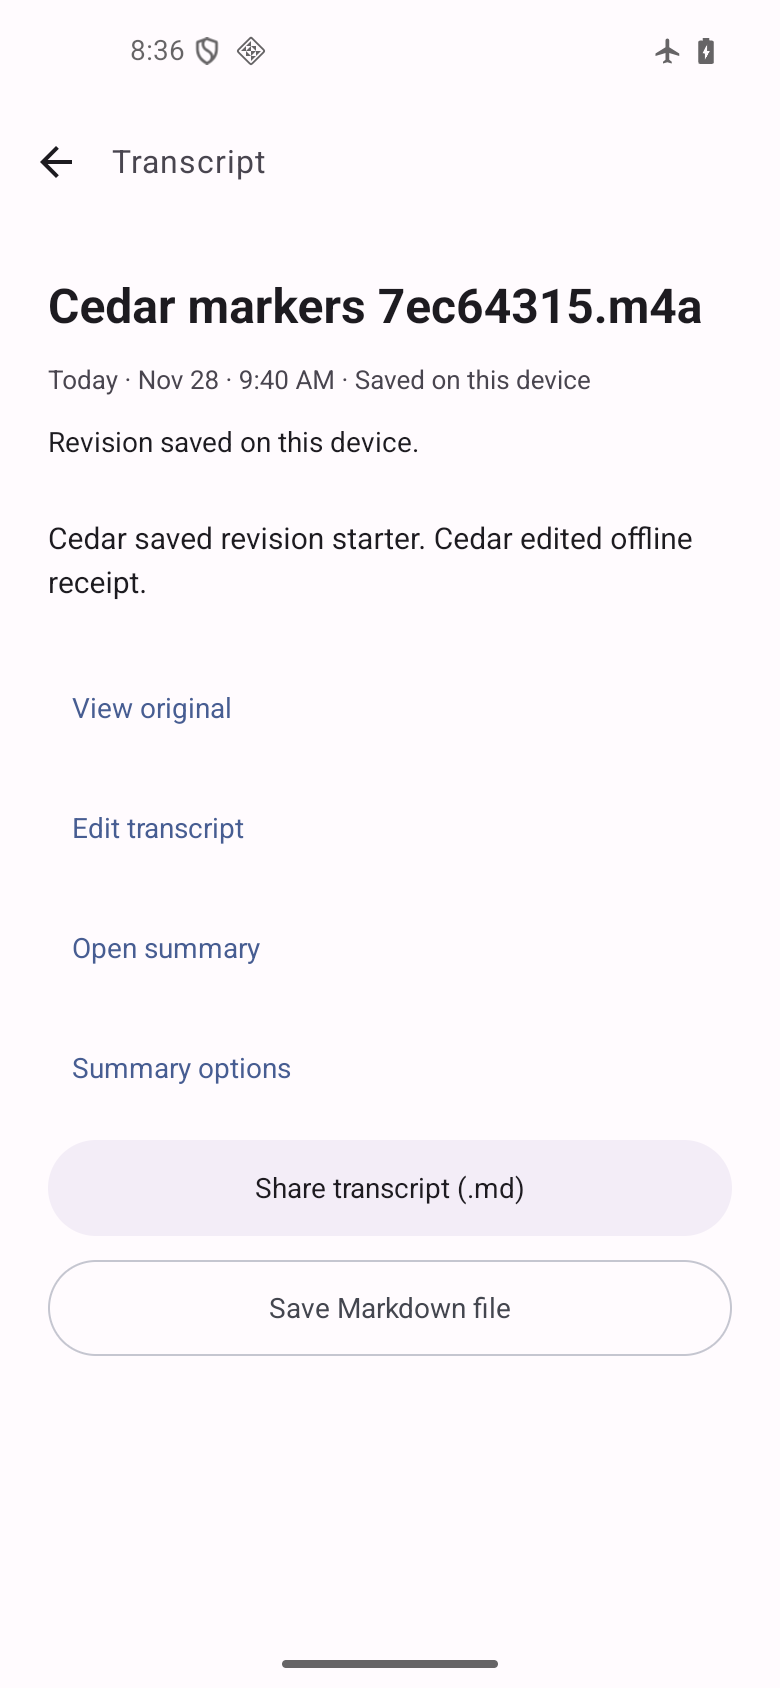 8:36
Transcript
Cedar markers 7ec64315.m4a
Today · Nov 28 · 9:40 AM · Saved on this device
Revision saved on this device.
Cedar saved revision starter. Cedar edited offline
receipt.
View original
Edit transcript
Open summary
Summary options
Share transcript (.md)
Save Markdown file